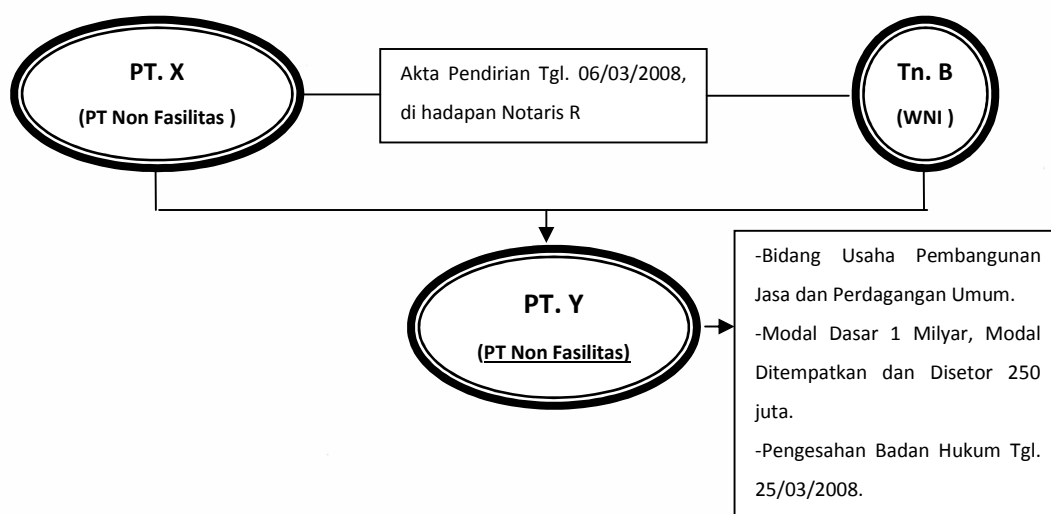 PT. X
(PT Non Fasilitas )
Akta Pendirian Tgl. 06/03/2008,
di hadapan Notaris R
Tn. B
(WNI )
PT. Y
(PT Non Fasilitas)
-Bidang Usaha Pembangunan
Jasa dan Perdagangan Umum.
-Modal Dasar 1 Milyar, Modal
Ditempatkan dan Disetor 250
juta.
-Pengesahan Badan Hukum Tgl.
25/03/2008.